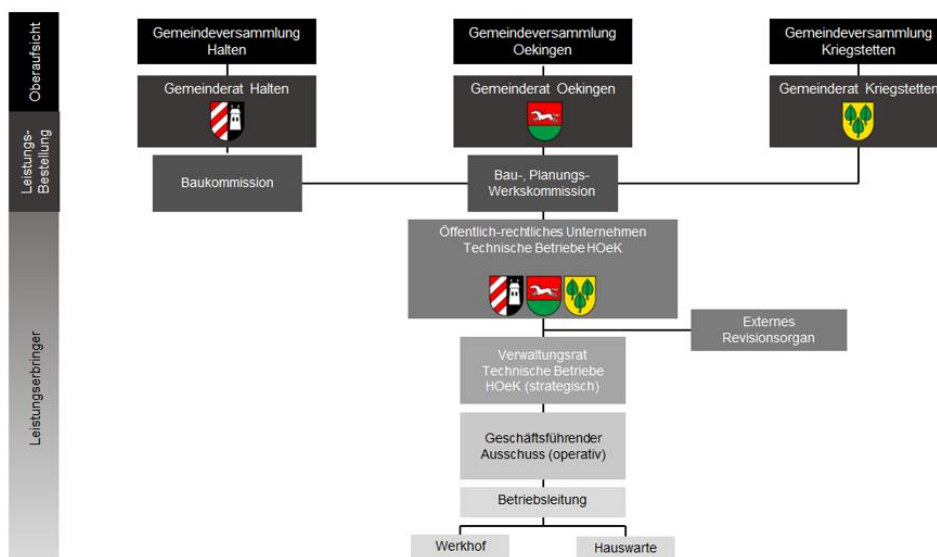 Oberaufsicht
Gemeindeversammlung
Halten
Gemeindeversammlung
Oekingen
Gemeindeversammlung
Kriegstetten
Gemeinderat Halten
Gemeinderat Oekingen
Gemeinderat Kriegstetten
Leistungs-
Bestellung
Baukommission
Bau-, Planungs-
Werkskommission
Leistungserbringer
Öffentlich-rechtliches Unternehmen
Technische Betriebe HOeK
Externes
Revisionsorgan
Verwaltungsrat
Technische Betriebe
HOeK (strategisch)
Geschäftsführender
Ausschuss (operativ)
Betriebsleitung
Werkhof
Hauswarte